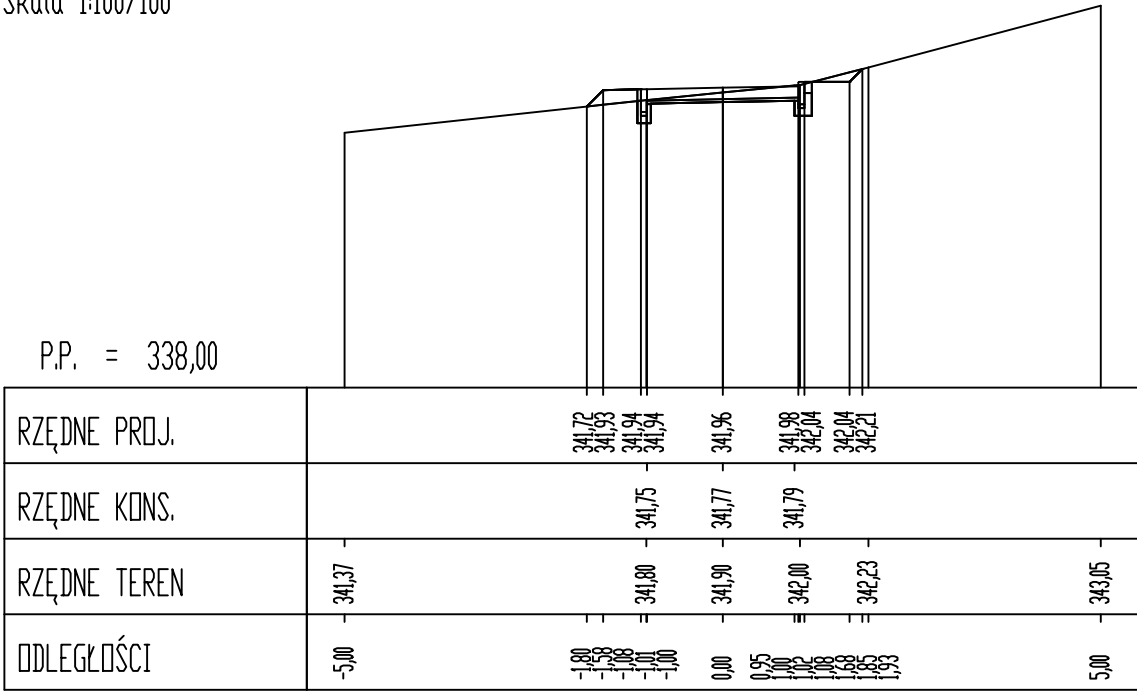 Skala 1:100/100
P.P. = 338,00
RZĘDNE PROJ. 341,72 341,93 341,94 341,94 341,96 341,98 342,04 342,04 342,21
RZĘDNE KONS. 341,75 341,77 341,79
RZĘDNE TEREN 341,37 341,80 341,90 342,00 342,23 343,05
ODLEGŁOŚCI -5,00 -1,80 -1,58 -1,08 -1,01 -1,00 0,00 0,95 1,00 1,02 1,08 1,68 1,85 1,93 5,00